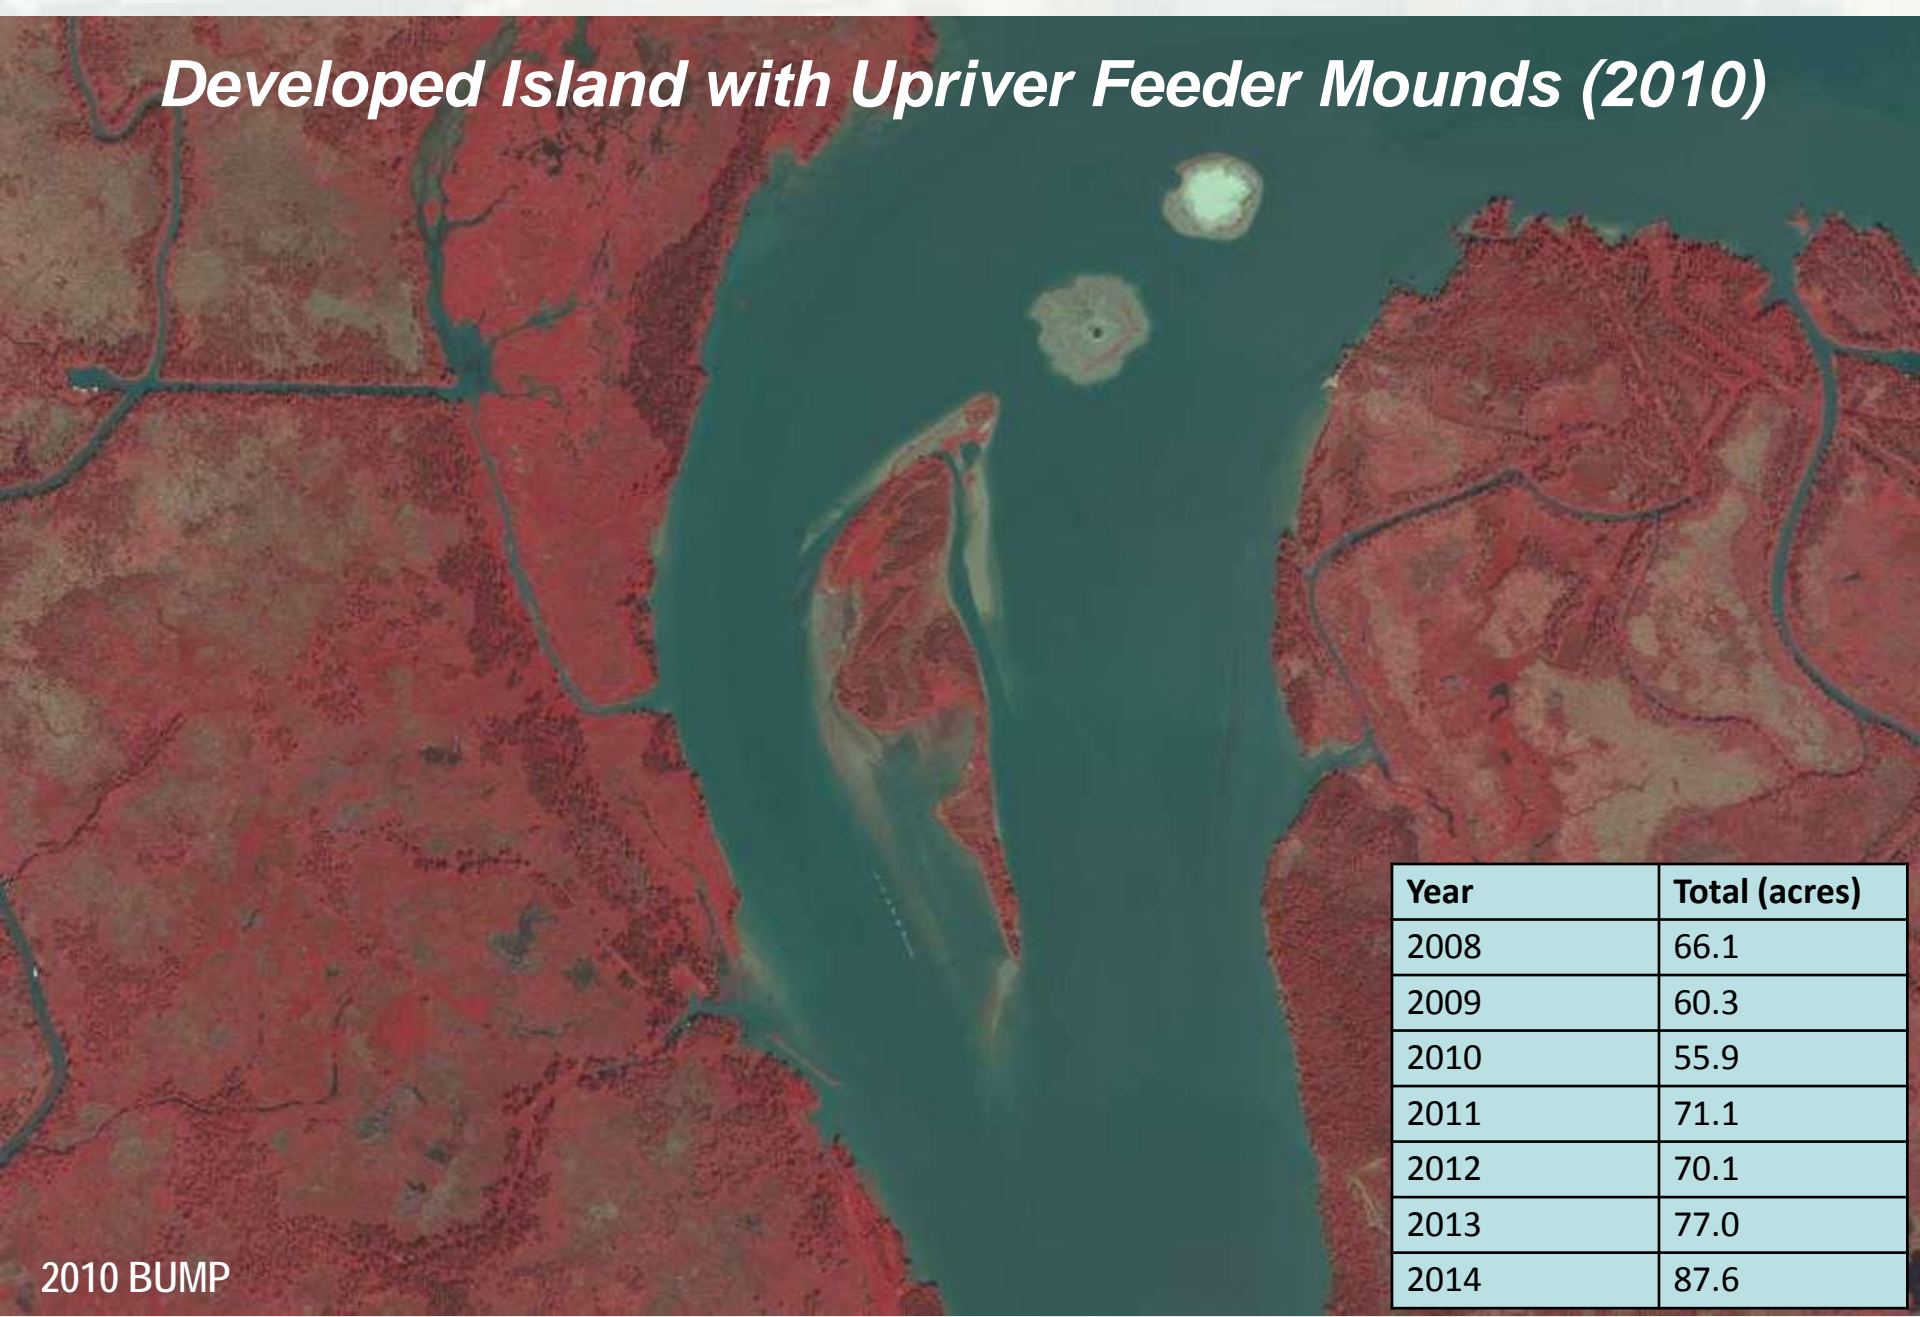 Developed Island with Upriver Feeder Mounds (2010)
Year Total (acres)
2008 66.1
2009 60.3
2010 55.9
2011 71.1
2012 70.1
2013 77.0
2014 87.6
2010 BUMP